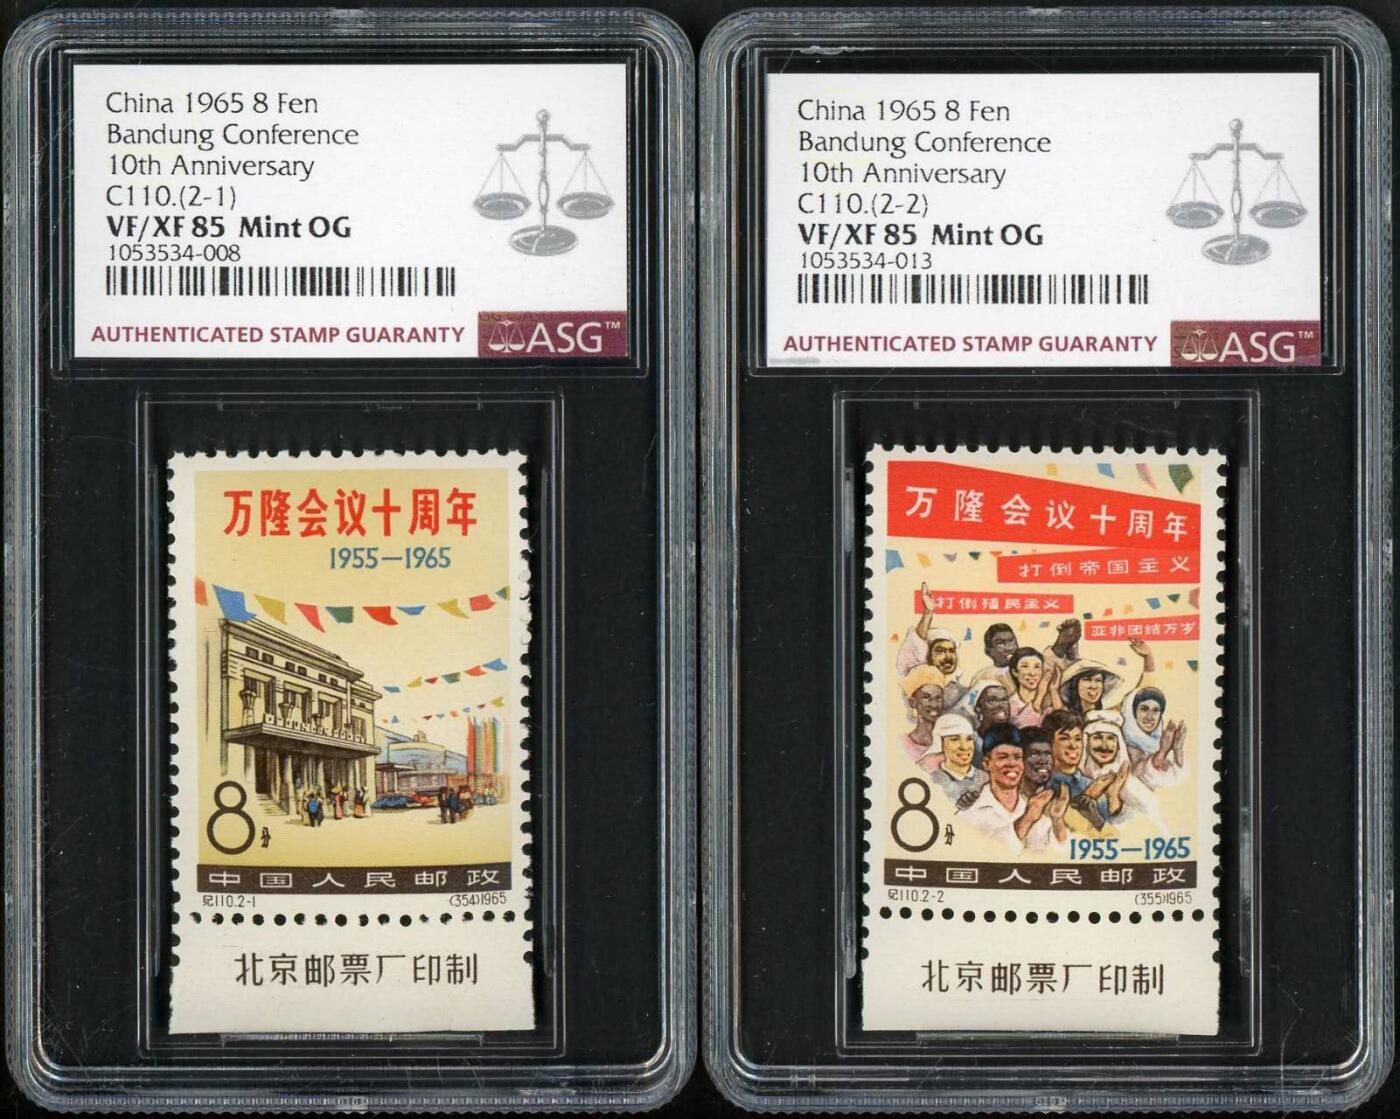 China 1965 8 Fen
Bandung Conference
10th Anniversary
C110.(2-1)
VF/XF 85 Mint OG
1053534-008
AUTHENTICATED STAMP GUARANTY
ASG™
万隆会议十周年
1955—1965
8分
中国人民邮政
纪110.2-1 (354)1965
北京邮票厂印制
China 1965 8 Fen
Bandung Conference
10th Anniversary
C110.(2-2)
VF/XF 85 Mint OG
1053534-013
AUTHENTICATED STAMP GUARANTY
ASG™
万隆会议十周年
打倒帝国主义
打倒殖民主义
亚非团结万岁
8分
1955—1965
中国人民邮政
纪110.2-2 (355)1965
北京邮票厂印制